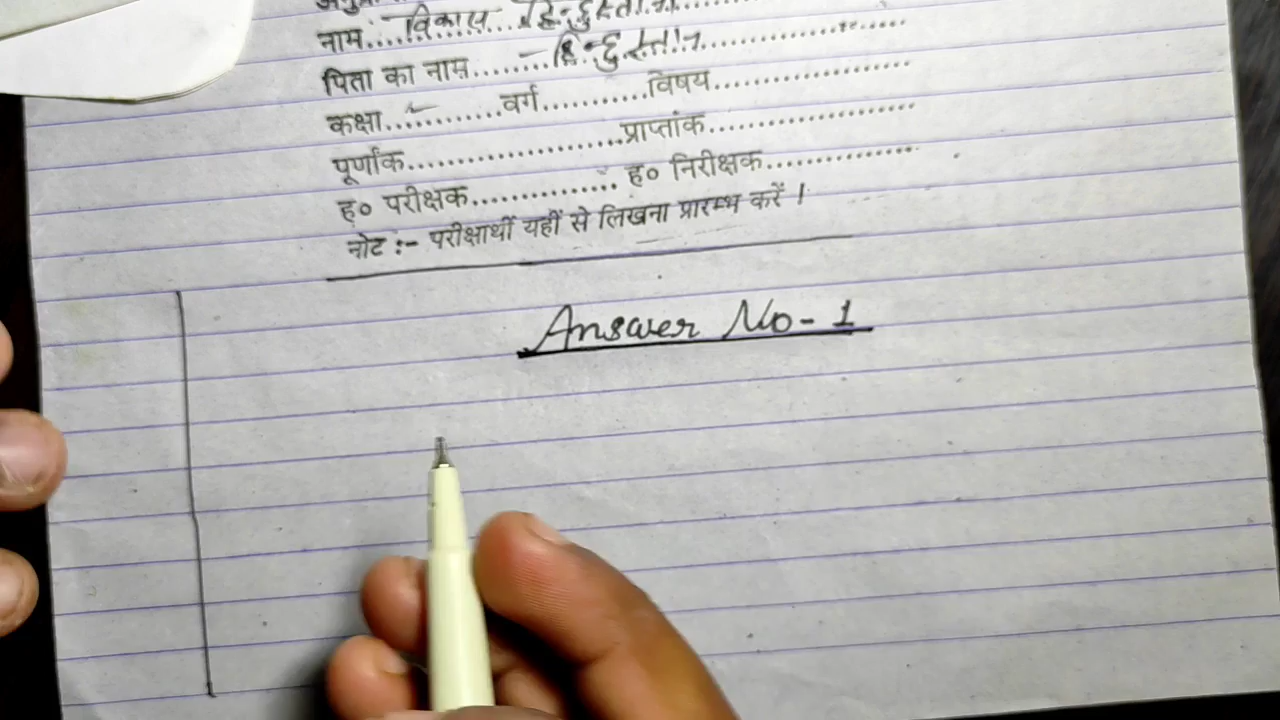 नाम....विकास...हिन्दुस्तानी
पिता का नाम........हिन्दुस्तान..................
कक्षा............वर्ग...........विषय....................
पूर्णांक......................प्राप्तांक.....................
ह० परीक्षक............... ह० निरीक्षक...............
नोट :- परीक्षार्थी यहीं से लिखना प्रारम्भ करें ।
Answer No - 1